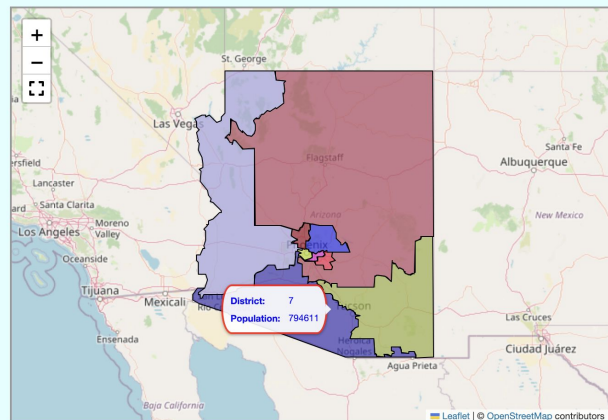 +
−
St. George
Las Vegas
ersfield
Flagstaff
Santa Fe
Albuquerque
Lancaster
ard
Santa Clarita
Moreno
Valley
Los Angeles
Arizona
New Mexico
Oceanside
Tijuana
Mexicali
District: 7
Population: 794611
Las Cruces
Ciudad Juárez
Ensenada
Heroica
Nogales
Agua Prieta
Baja California
Leaflet | © OpenStreetMap contributors